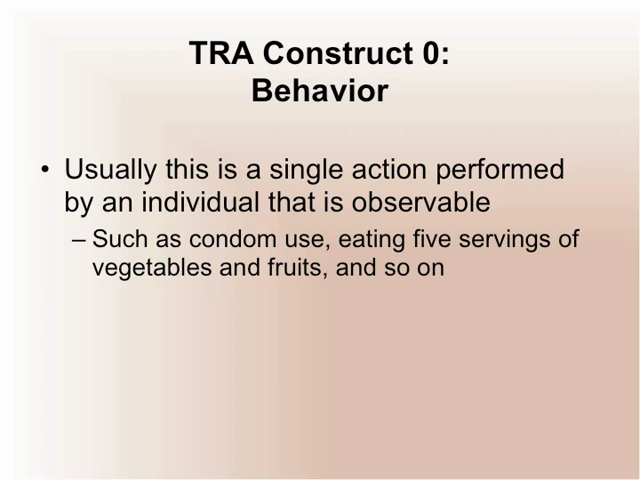 TRA Construct 0:
Behavior
• Usually this is a single action performed
by an individual that is observable
– Such as condom use, eating five servings of
vegetables and fruits, and so on